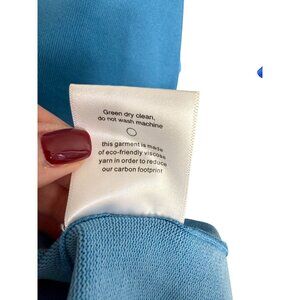 Green dry clean,
do not wash machine
this garment is made
of eco-friendly viscose
yarn in order to reduce
our carbon footprint